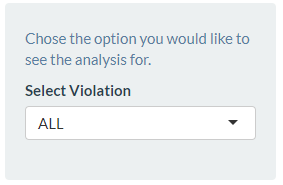 Chose the option you would like to
see the analysis for.
Select Violation
ALL